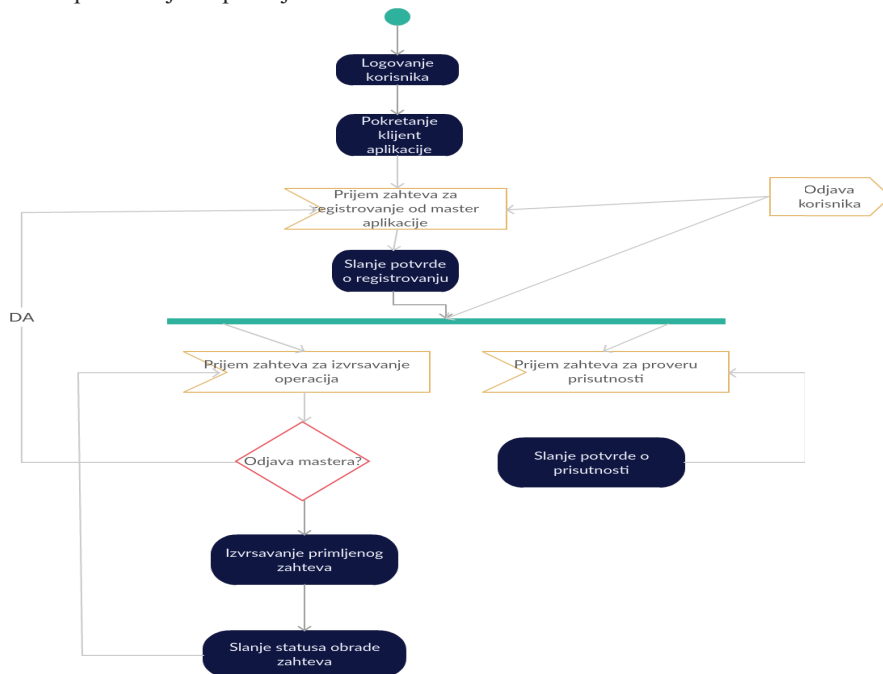 Logovanje
korisnika
Pokretanje
klijent
aplikacije
Prijem zahteva za
registrovanje od master
aplikacije
Odjava
korisnika
Slanje potvrde
o registrovanju
DA
Prijem zahteva za izvrsavanje
operacija
Prijem zahteva za proveru
prisutnosti
Odjava mastera?
Slanje potvrde o
prisutnosti
Izvrsavanje primljenog
zahteva
Slanje statusa obrade
zahteva